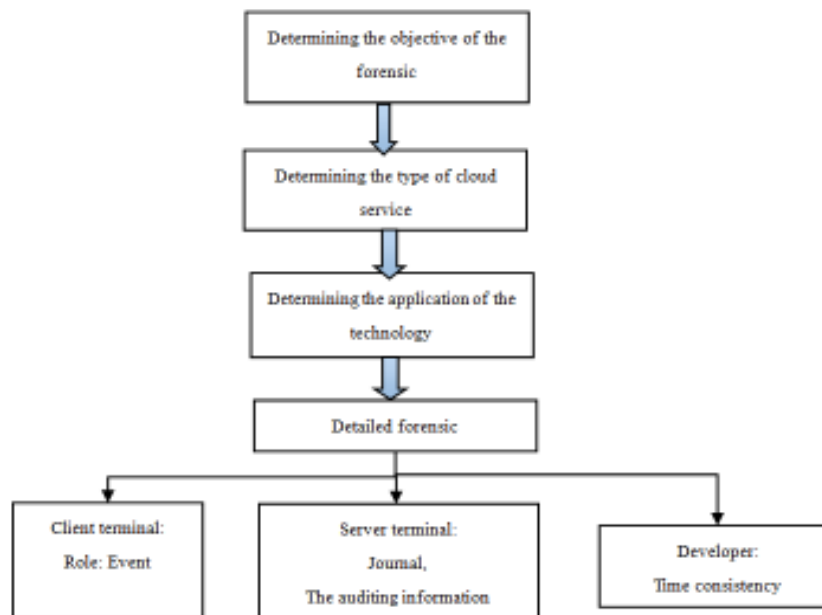 Determining the objective of the
forensic
Determining the type of cloud
service
Determining the application of the
technology
Detailed forensic
Client terminal:
Role: Event
Server terminal:
Journal,
The auditing information
Developer:
Time consistency